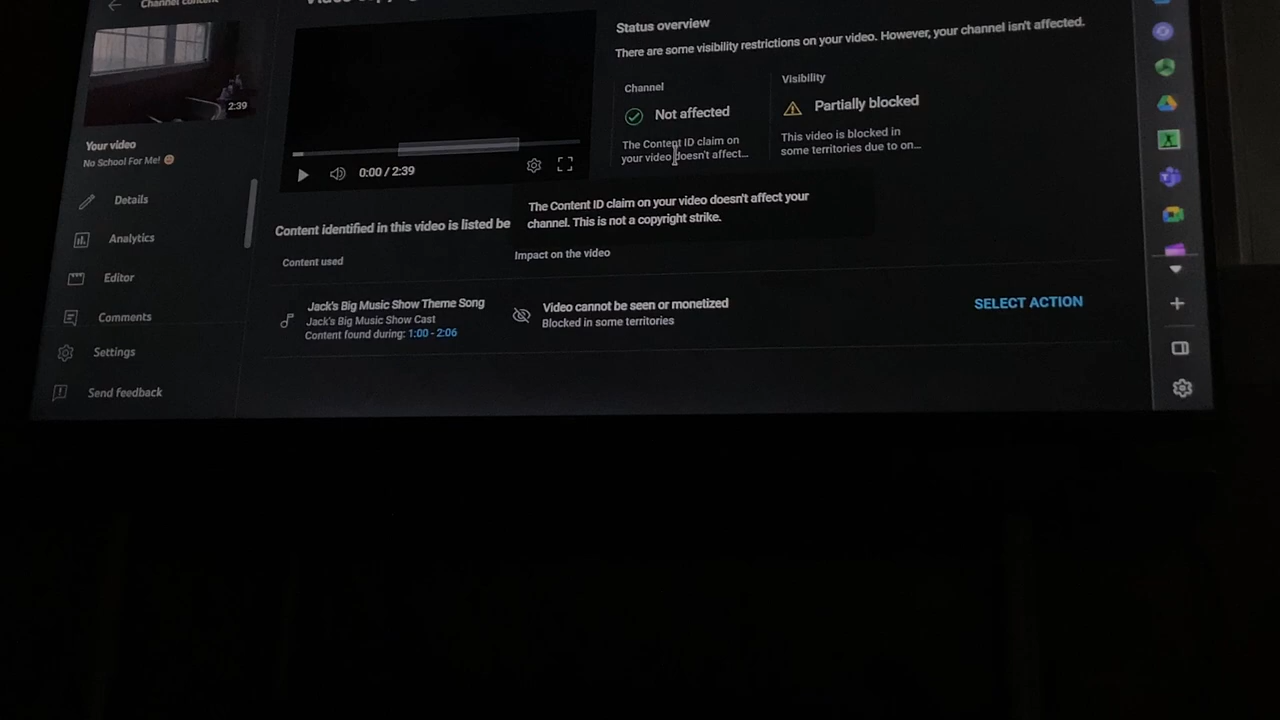 Channel content
Status overview
There are some visibility restrictions on your video. However, your channel isn't affected.
Channel
Not affected
The Content ID claim on
your video doesn't affect...
Visibility
Partially blocked
This video is blocked in
some territories due to on...
2:39
Your video
No School For Me!
0:00 / 2:39
The Content ID claim on your video doesn't affect your
channel. This is not a copyright strike.
Details
Analytics
Editor
Comments
Settings
Send feedback
Content identified in this video is listed be
Content used
Impact on the video
Jack's Big Music Show Theme Song
Jack's Big Music Show Cast
Content found during: 1:00 - 2:06
Video cannot be seen or monetized
Blocked in some territories
SELECT ACTION